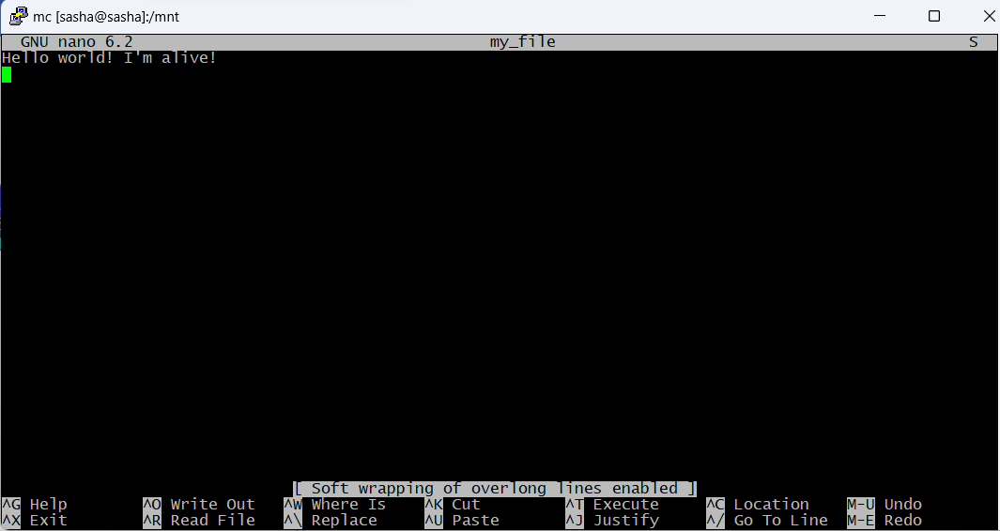 mc [sasha@sasha]:/mnt
GNU nano 6.2 my_file S
Hello world! I'm alive!
[ Soft wrapping of overlong lines enabled ]
^G Help ^O Write Out ^W Where Is ^K Cut ^T Execute ^C Location M-U Undo
^X Exit ^R Read File ^\ Replace ^U Paste ^J Justify ^/ Go To Line M-E Redo